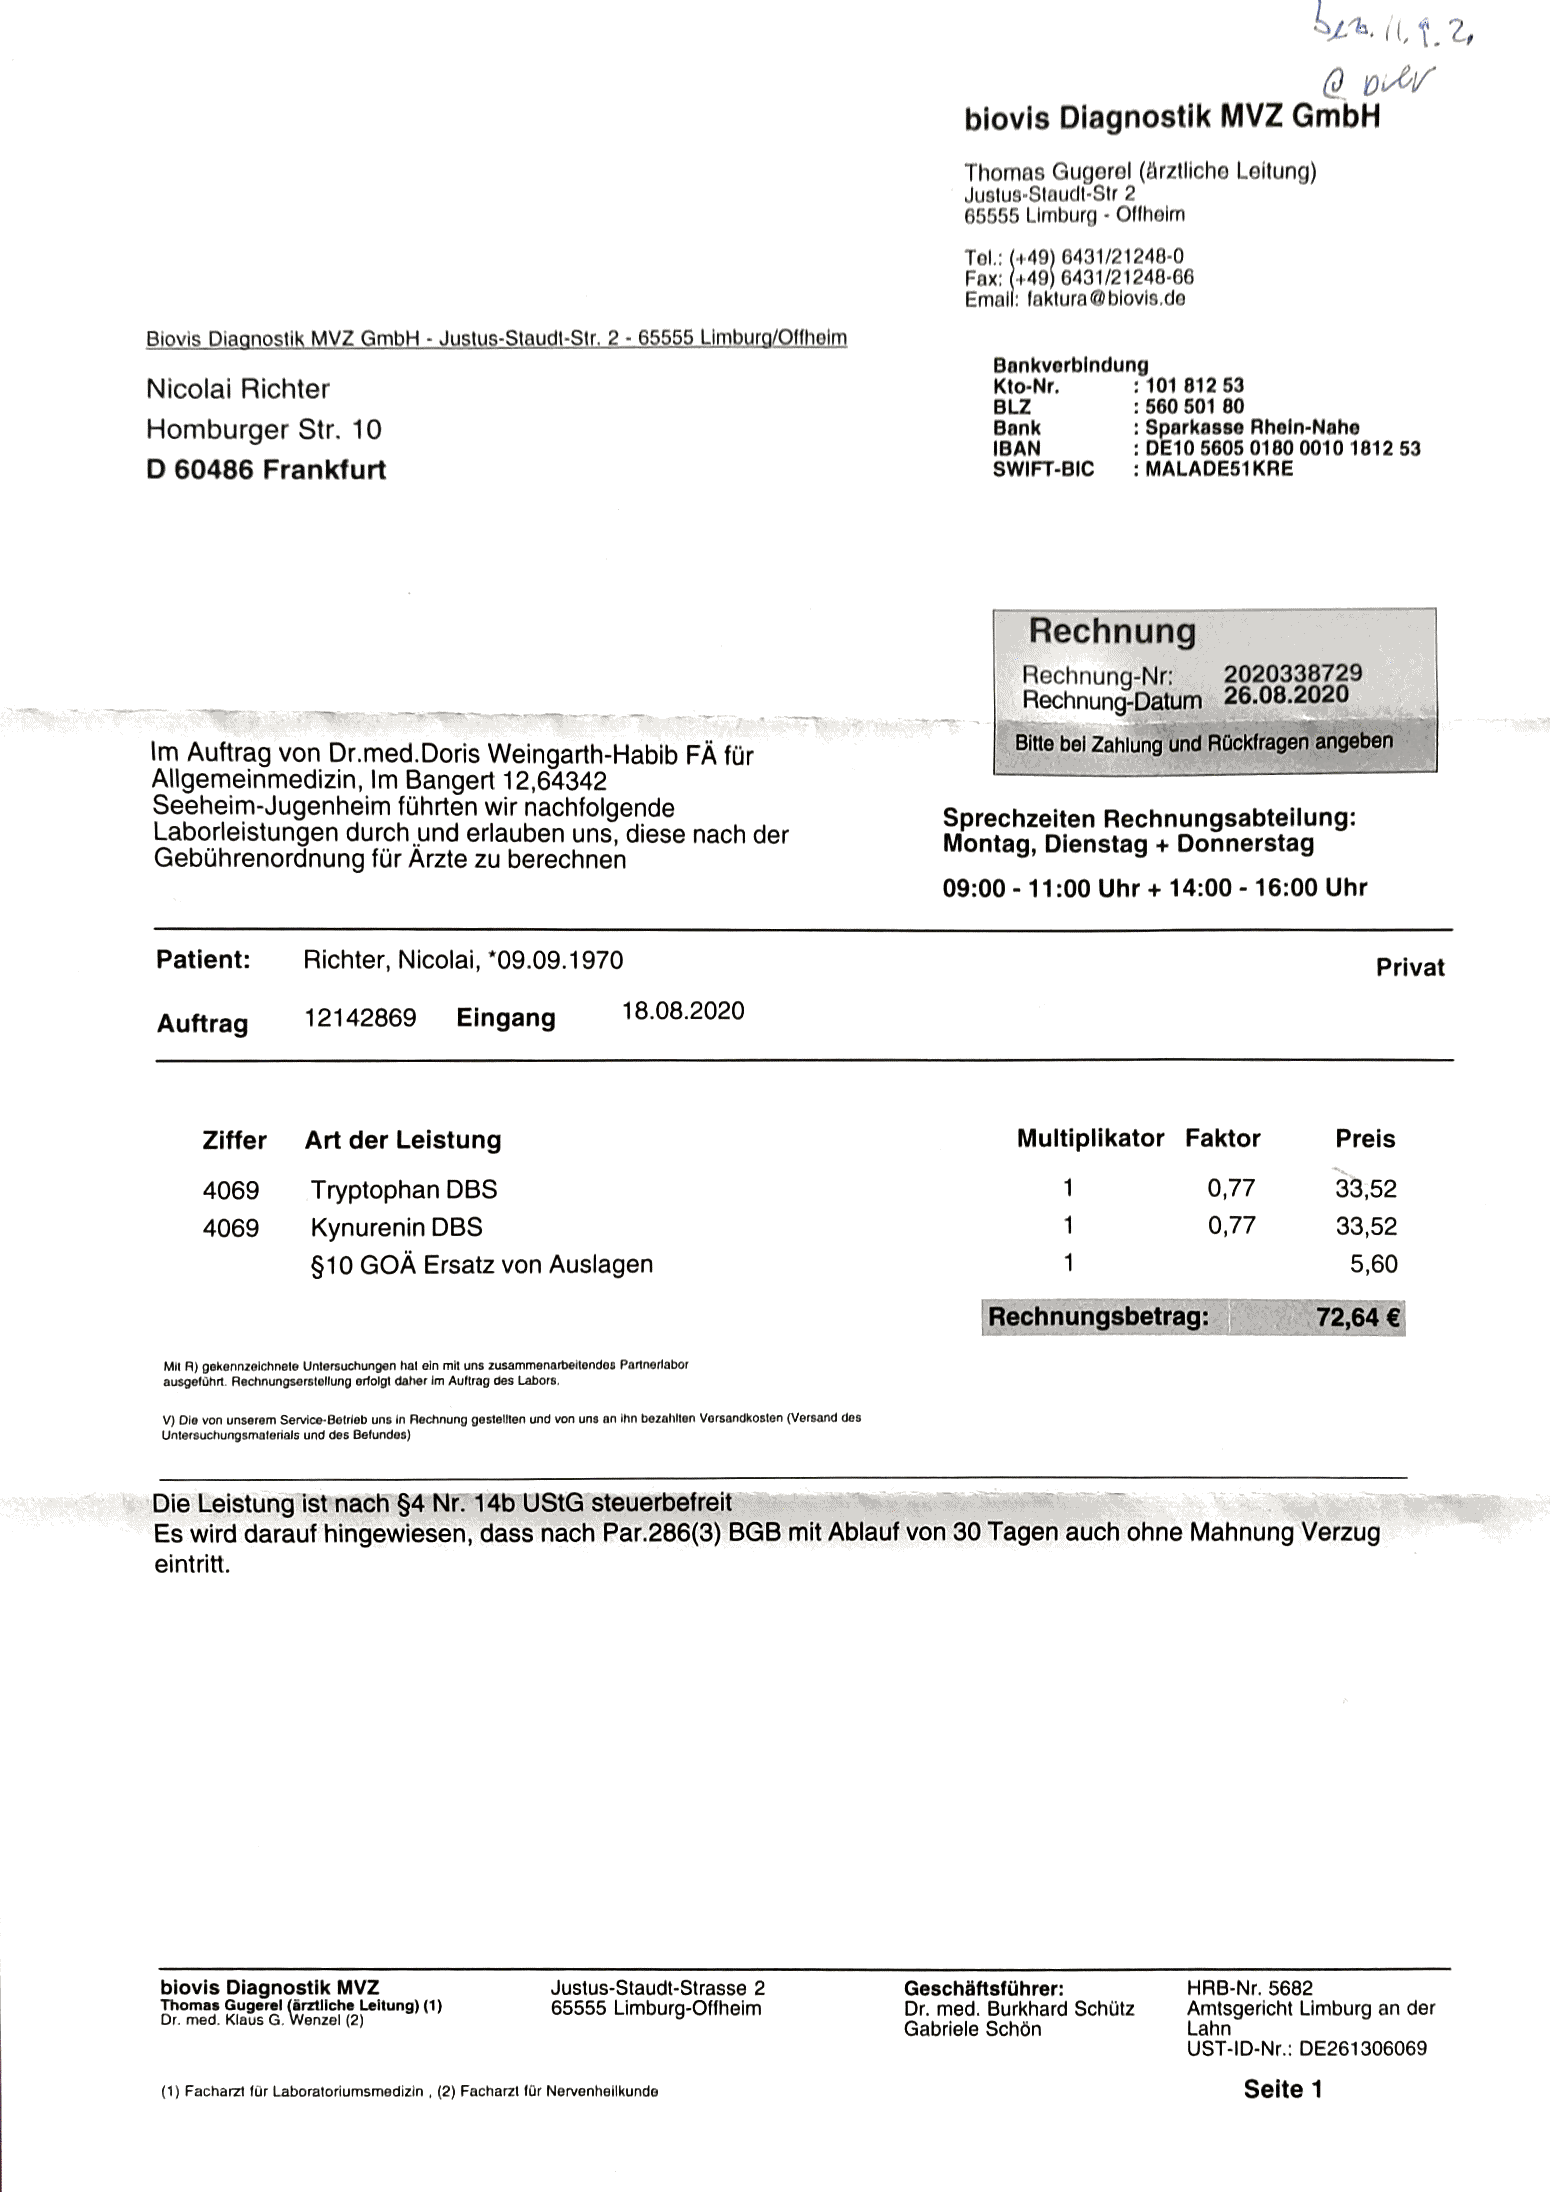 bez. 11.9.2
biovis Diagnostik MVZ GmbH
Thomas Gugerel (ärztliche Leitung)
Justus-Staudt-Str 2
65555 Limburg - Offheim
Tel.: (+49) 6431/21248-0
Fax: (+49) 6431/21248-66
Email: faktura@biovis.de
Biovis Diagnostik MVZ GmbH - Justus-Staudt-Str. 2 - 65555 Limburg/Offheim
Nicolai Richter
Homburger Str. 10
D 60486 Frankfurt
Bankverbindung
Kto-Nr. : 101 812 53
BLZ : 560 501 80
Bank : Sparkasse Rhein-Nahe
IBAN : DE10 5605 0180 0010 1812 53
SWIFT-BIC : MALADE51KRE
Rechnung
Rechnung-Nr: 2020338729
Rechnung-Datum 26.08.2020
Bitte bei Zahlung und Rückfragen angeben
Im Auftrag von Dr.med.Doris Weingarth-Habib FÄ für
Allgemeinmedizin, Im Bangert 12,64342
Seeheim-Jugenheim führten wir nachfolgende
Laborleistungen durch und erlauben uns, diese nach der
Gebührenordnung für Ärzte zu berechnen
Sprechzeiten Rechnungsabteilung:
Montag, Dienstag + Donnerstag
09:00 - 11:00 Uhr + 14:00 - 16:00 Uhr
Patient: Richter, Nicolai, *09.09.1970 Privat
Auftrag 12142869 Eingang 18.08.2020
Ziffer Art der Leistung Multiplikator Faktor Preis
4069 Tryptophan DBS 1 0,77 33,52
4069 Kynurenin DBS 1 0,77 33,52
§10 GOÄ Ersatz von Auslagen 1 5,60
Rechnungsbetrag: 72,64 €
Mit R) gekennzeichnete Untersuchungen hat ein mit uns zusammenarbeitendes Partnerlabor
ausgeführt. Rechnungserstellung erfolgt daher im Auftrag des Labors.
V) Die von unserem Service-Betrieb uns in Rechnung gestellten und von uns an ihn bezahlten Versandkosten (Versand des
Untersuchungsmaterials und des Befundes)
Die Leistung ist nach §4 Nr. 14b UStG steuerbefreit
Es wird darauf hingewiesen, dass nach Par.286(3) BGB mit Ablauf von 30 Tagen auch ohne Mahnung Verzug
eintritt.
biovis Diagnostik MVZ
Thomas Gugerel (ärztliche Leitung) (1)
Dr. med. Klaus G. Wenzel (2)
Justus-Staudt-Strasse 2
65555 Limburg-Offheim
Geschäftsführer:
Dr. med. Burkhard Schütz
Gabriele Schön
HRB-Nr. 5682
Amtsgericht Limburg an der
Lahn
UST-ID-Nr.: DE261306069
(1) Facharzt für Laboratoriumsmedizin , (2) Facharzt für Nervenheilkunde
Seite 1